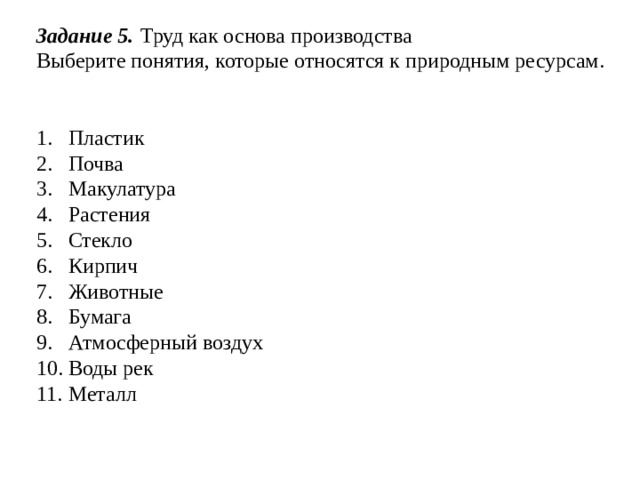 Задание 5. Труд как основа производства
Выберите понятия, которые относятся к природным ресурсам.
1. Пластик
2. Почва
3. Макулатура
4. Растения
5. Стекло
6. Кирпич
7. Животные
8. Бумага
9. Атмосферный воздух
10. Воды рек
11. Металл